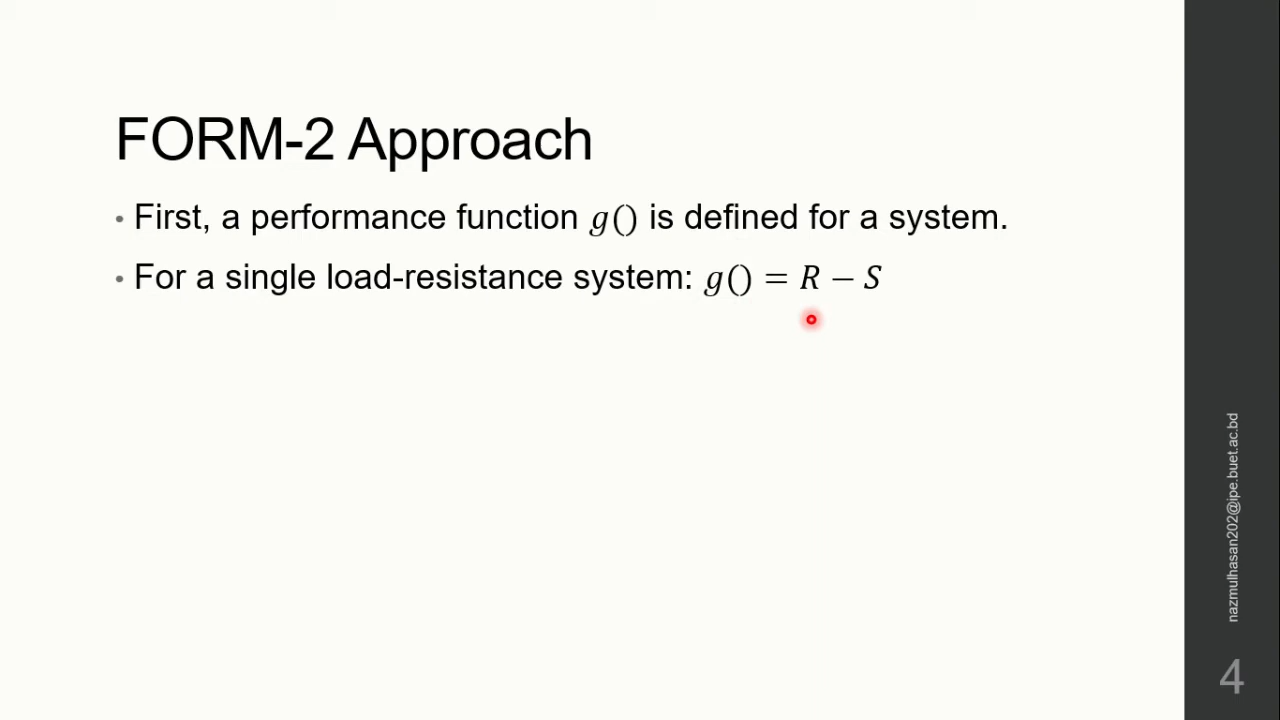 FORM-2 Approach
• First, a performance function g() is defined for a system.
• For a single load-resistance system: g() = R − S
nazmulhasan202@ipe.buet.ac.bd
4